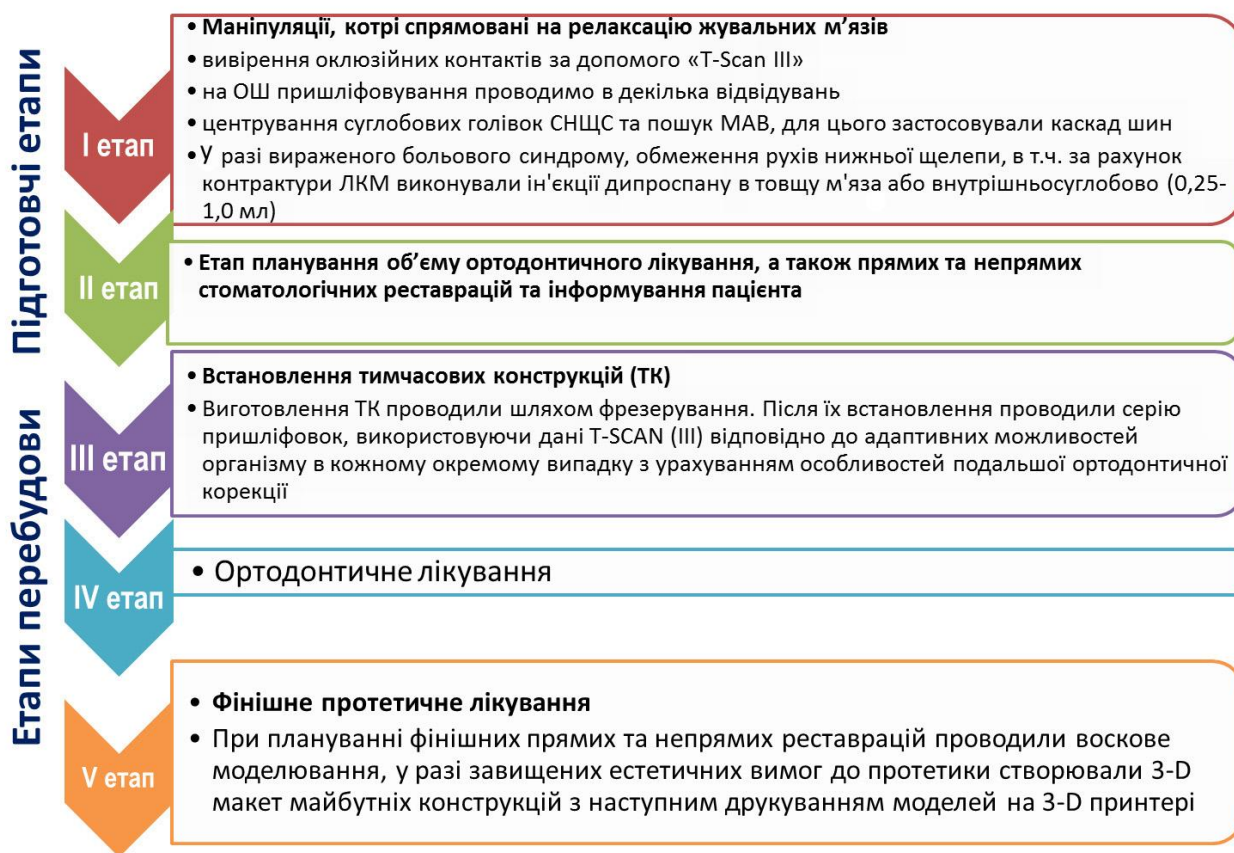 Підготовчі етапи
І етап
• Маніпуляції, котрі спрямовані на релаксацію жувальних м’язів
• вивірення оклюзійних контактів за допомого «T-Scan III»
• на ОШ пришліфовування проводимо в декілька відвідувань
• центрування суглобових голівок СНЩС та пошук МАВ, для цього застосовували каскад шин
• У разі вираженого больового синдрому, обмеження рухів нижньої щелепи, в т.ч. за рахунок
контрактури ЛКМ виконували ін'єкції дипроспану в товщу м'яза або внутрішньосуглобово (0,25-
1,0 мл)
ІІ етап
• Етап планування об’єму ортодонтичного лікування, а також прямих та непрямих
стоматологічних реставрацій та інформування пацієнта
Етапи перебудови
ІІІ етап
• Встановлення тимчасових конструкцій (ТК)
• Виготовлення ТК проводили шляхом фрезерування. Після їх встановлення проводили серію
пришліфовок, використовуючи дані T-SCAN (III) відповідно до адаптивних можливостей
організму в кожному окремому випадку з урахуванням особливостей подальшої ортодонтичної
корекції
IV етап
• Ортодонтичне лікування
V етап
• Фінішне протетичне лікування
• При плануванні фінішних прямих та непрямих реставрацій проводили воскове
моделювання, у разі завищених естетичних вимог до протетики створювали 3-D
макет майбутніх конструкцій з наступним друкуванням моделей на 3-D принтері